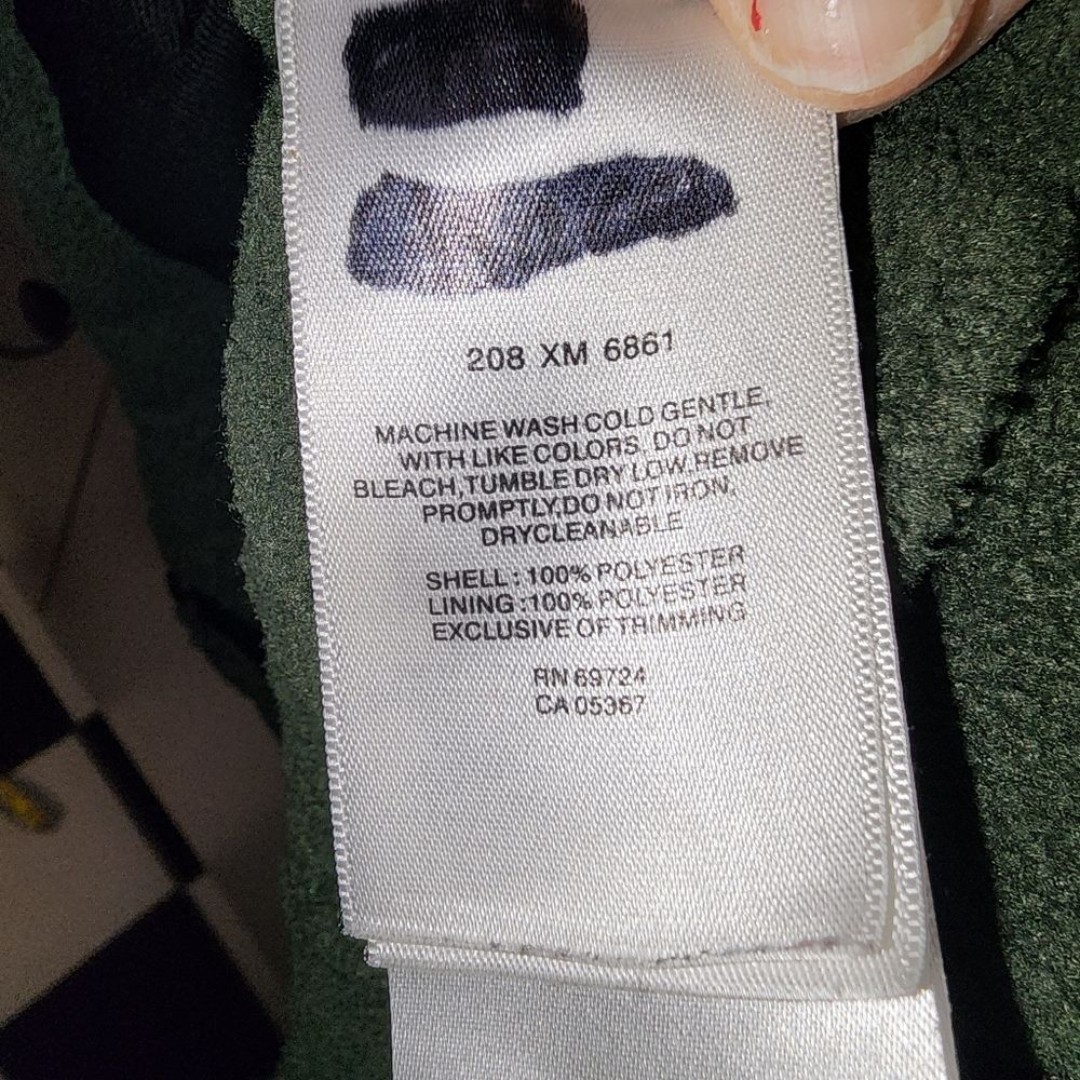 208 XM 6861
MACHINE WASH COLD GENTLE,
WITH LIKE COLORS, DO NOT
BLEACH,TUMBLE DRY LOW,REMOVE
PROMPTLY.DO NOT IRON,
DRYCLEANABLE
SHELL : 100% POLYESTER
LINING :100% POLYESTER
EXCLUSIVE OF TRIMMING
RN 69724
CA 05367